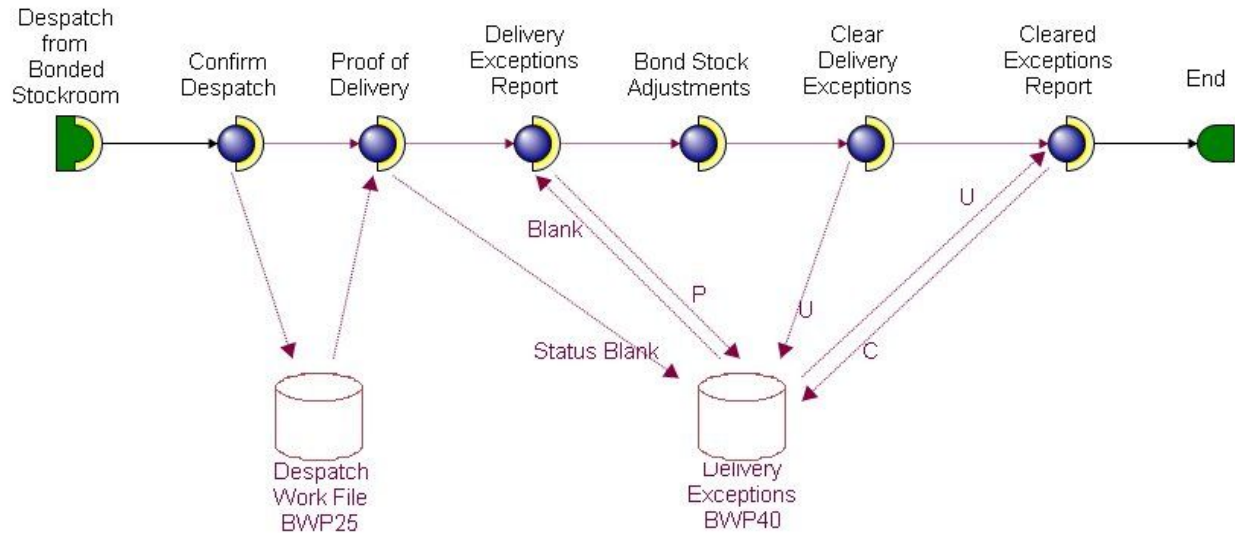 Despatch
from
Bonded
Stockroom
Confirm
Despatch
Proof of
Delivery
Delivery
Exceptions
Report
Bond Stock
Adjustments
Clear
Delivery
Exceptions
Cleared
Exceptions
Report
End
Blank
P
Status Blank
U
U
C
Despatch
Work File
BWP25
Delivery
Exceptions
BWP40